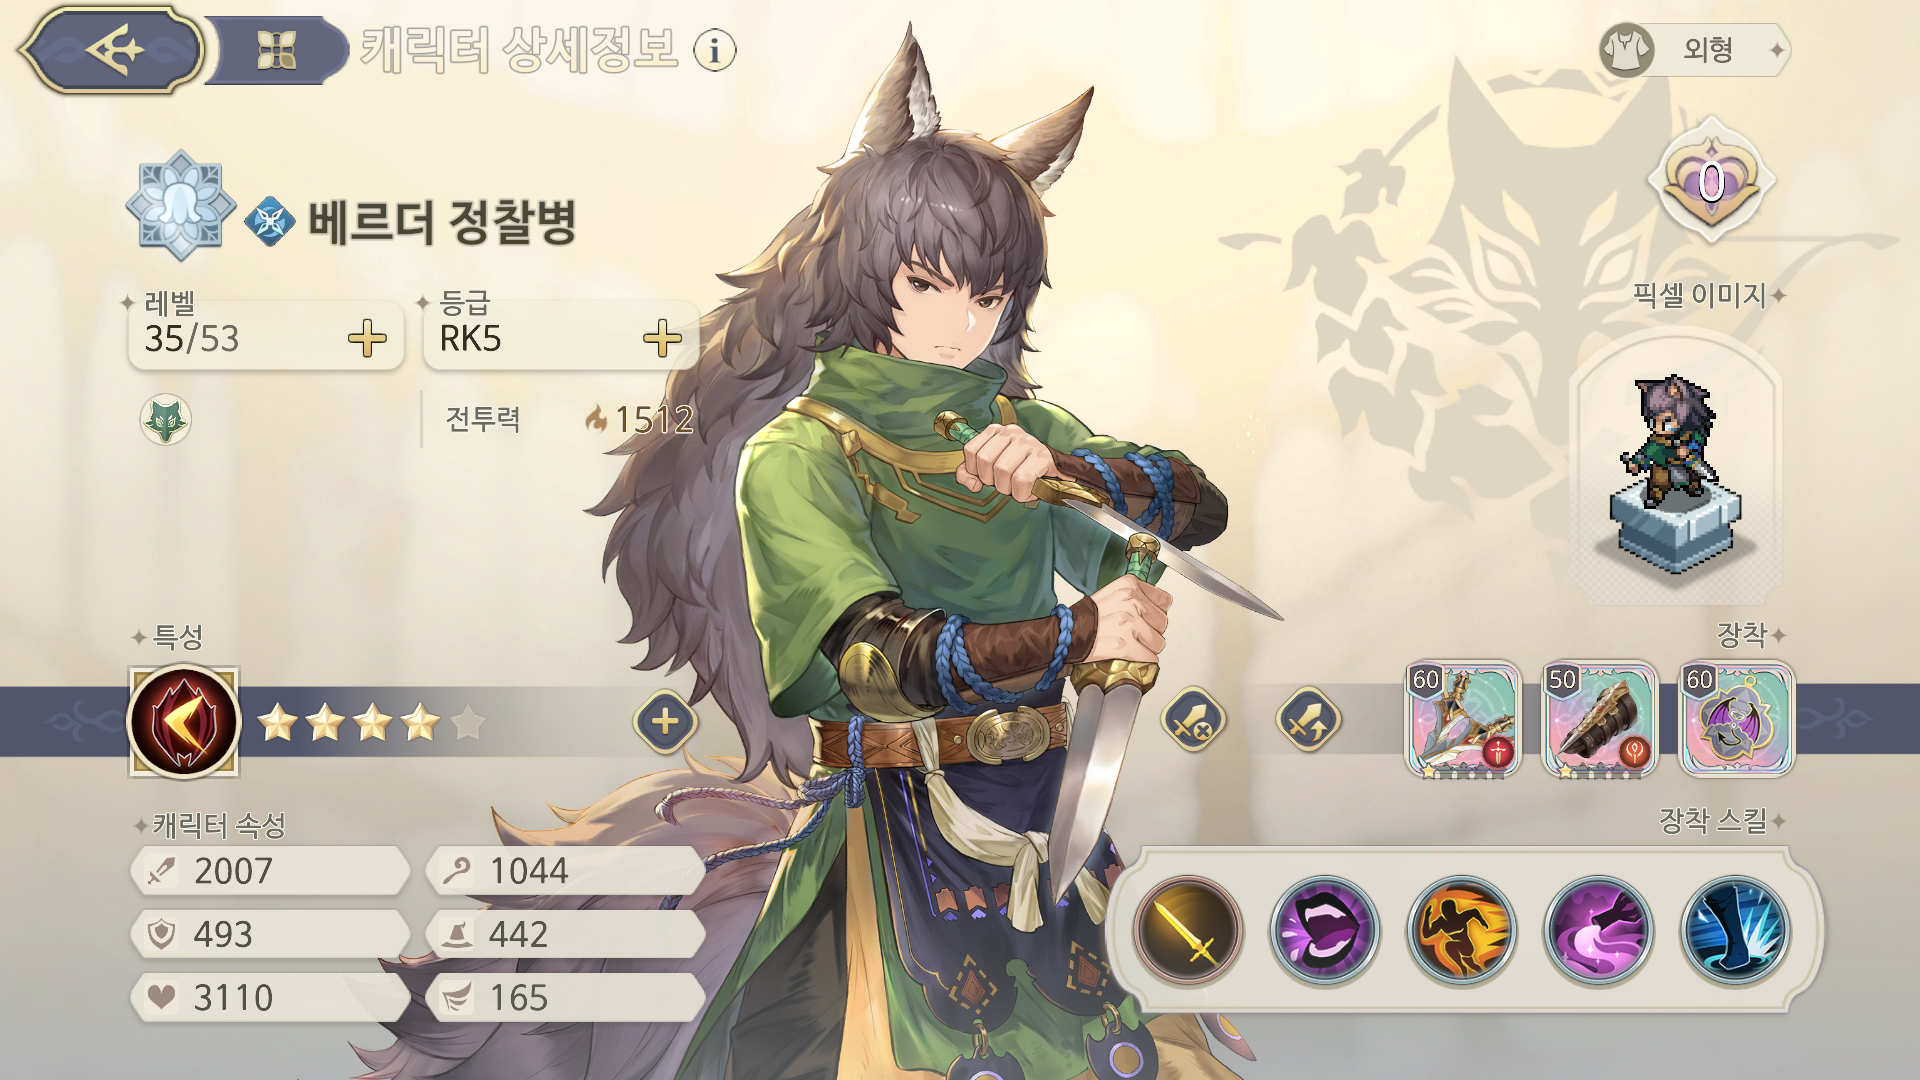 캐릭터 상세정보 i
외형
0
베르더 정찰병
레벨
35/53
등급
RK5
전투력 1512
픽셀 이미지
특성
장착
60
50
60
캐릭터 속성
장착 스킬
2007
1044
493
442
3110
165